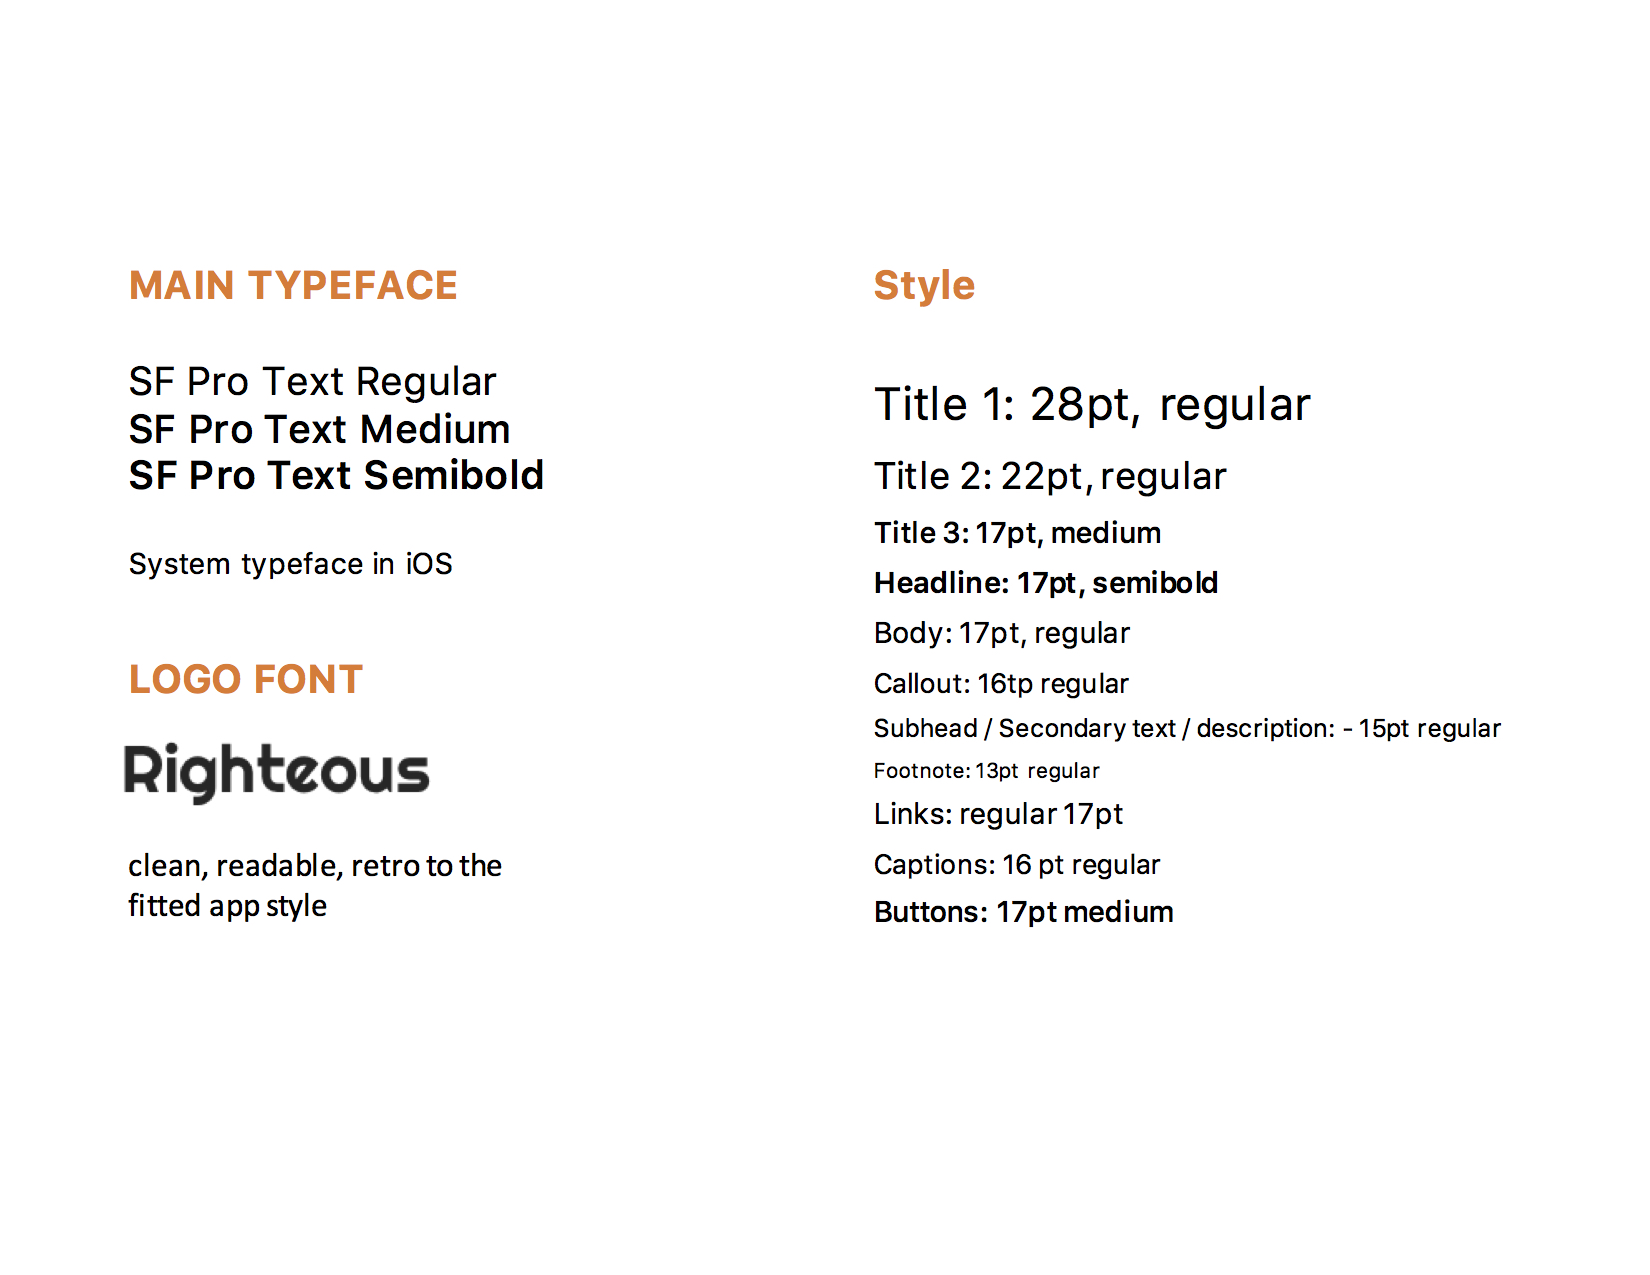 MAIN TYPEFACE
SF Pro Text Regular
SF Pro Text Medium
SF Pro Text Semibold
System typeface in iOS
LOGO FONT
Righteous
clean, readable, retro to the
fitted app style
Style
Title 1: 28pt, regular
Title 2: 22pt, regular
Title 3: 17pt, medium
Headline: 17pt, semibold
Body: 17pt, regular
Callout: 16tp regular
Subhead / Secondary text / description: - 15pt regular
Footnote: 13pt regular
Links: regular 17pt
Captions: 16 pt regular
Buttons: 17pt medium